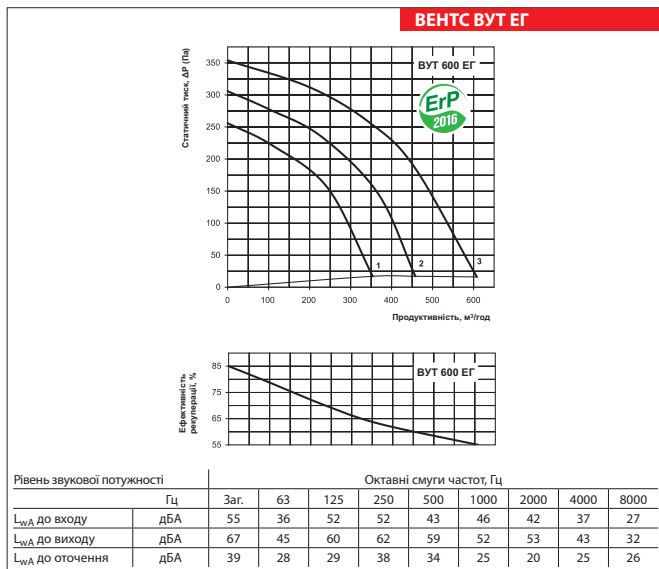 ВЕНТС ВУТ ЕГ
Статичний тиск, ΔР (Па)
350
300
250
200
150
100
50
0
ВУТ 600 ЕГ
ErP
2016
1
2
3
0 100 200 300 400 500 600
Продуктивність, м³/год
Ефективність
рекуперації, %
85
75
65
55
ВУТ 600 ЕГ
Рівень звукової потужності Октавні смуги частот, Гц
Гц Заг. 63 125 250 500 1000 2000 4000 8000
LwA до входу дБА 55 36 52 52 43 46 42 37 27
LwA до виходу дБА 67 45 60 62 59 52 53 43 32
LwA до оточення дБА 39 28 29 38 34 25 20 25 26